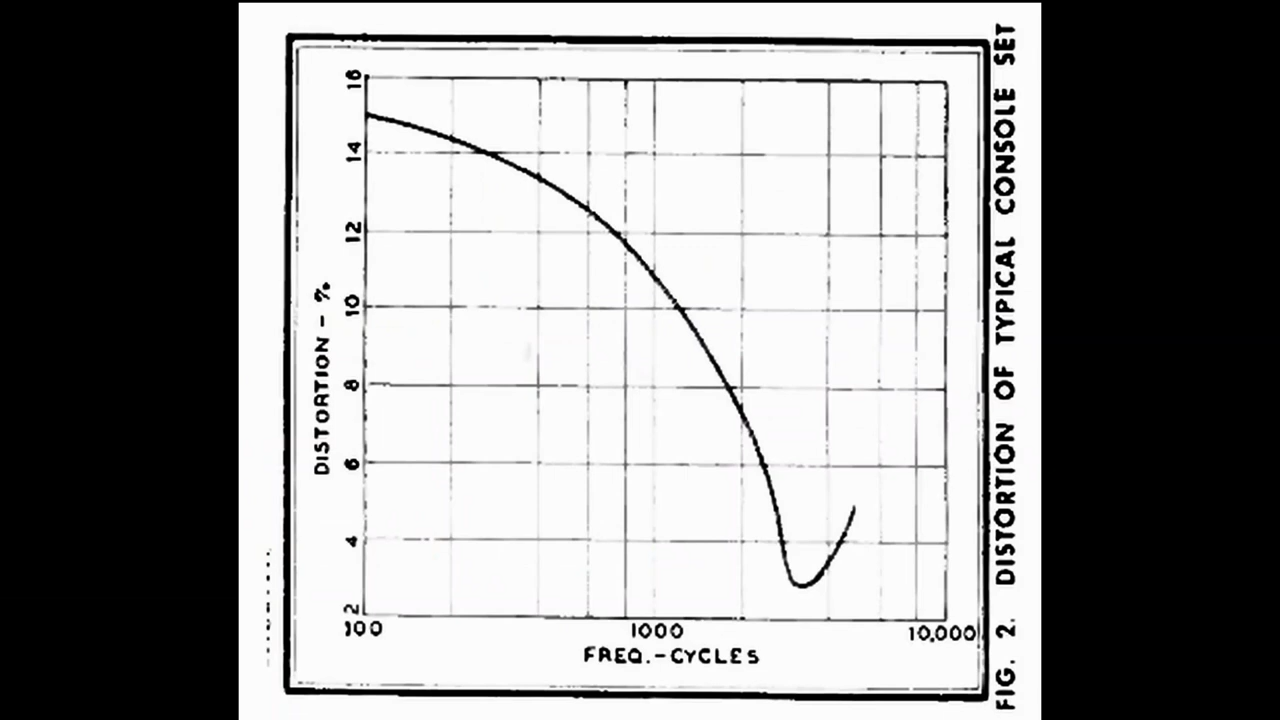 16
14
12
10
8
6
4
2
DISTORTION - %
100 1000 10,000
FREQ.-CYCLES
FIG. 2. DISTORTION OF TYPICAL CONSOLE SET